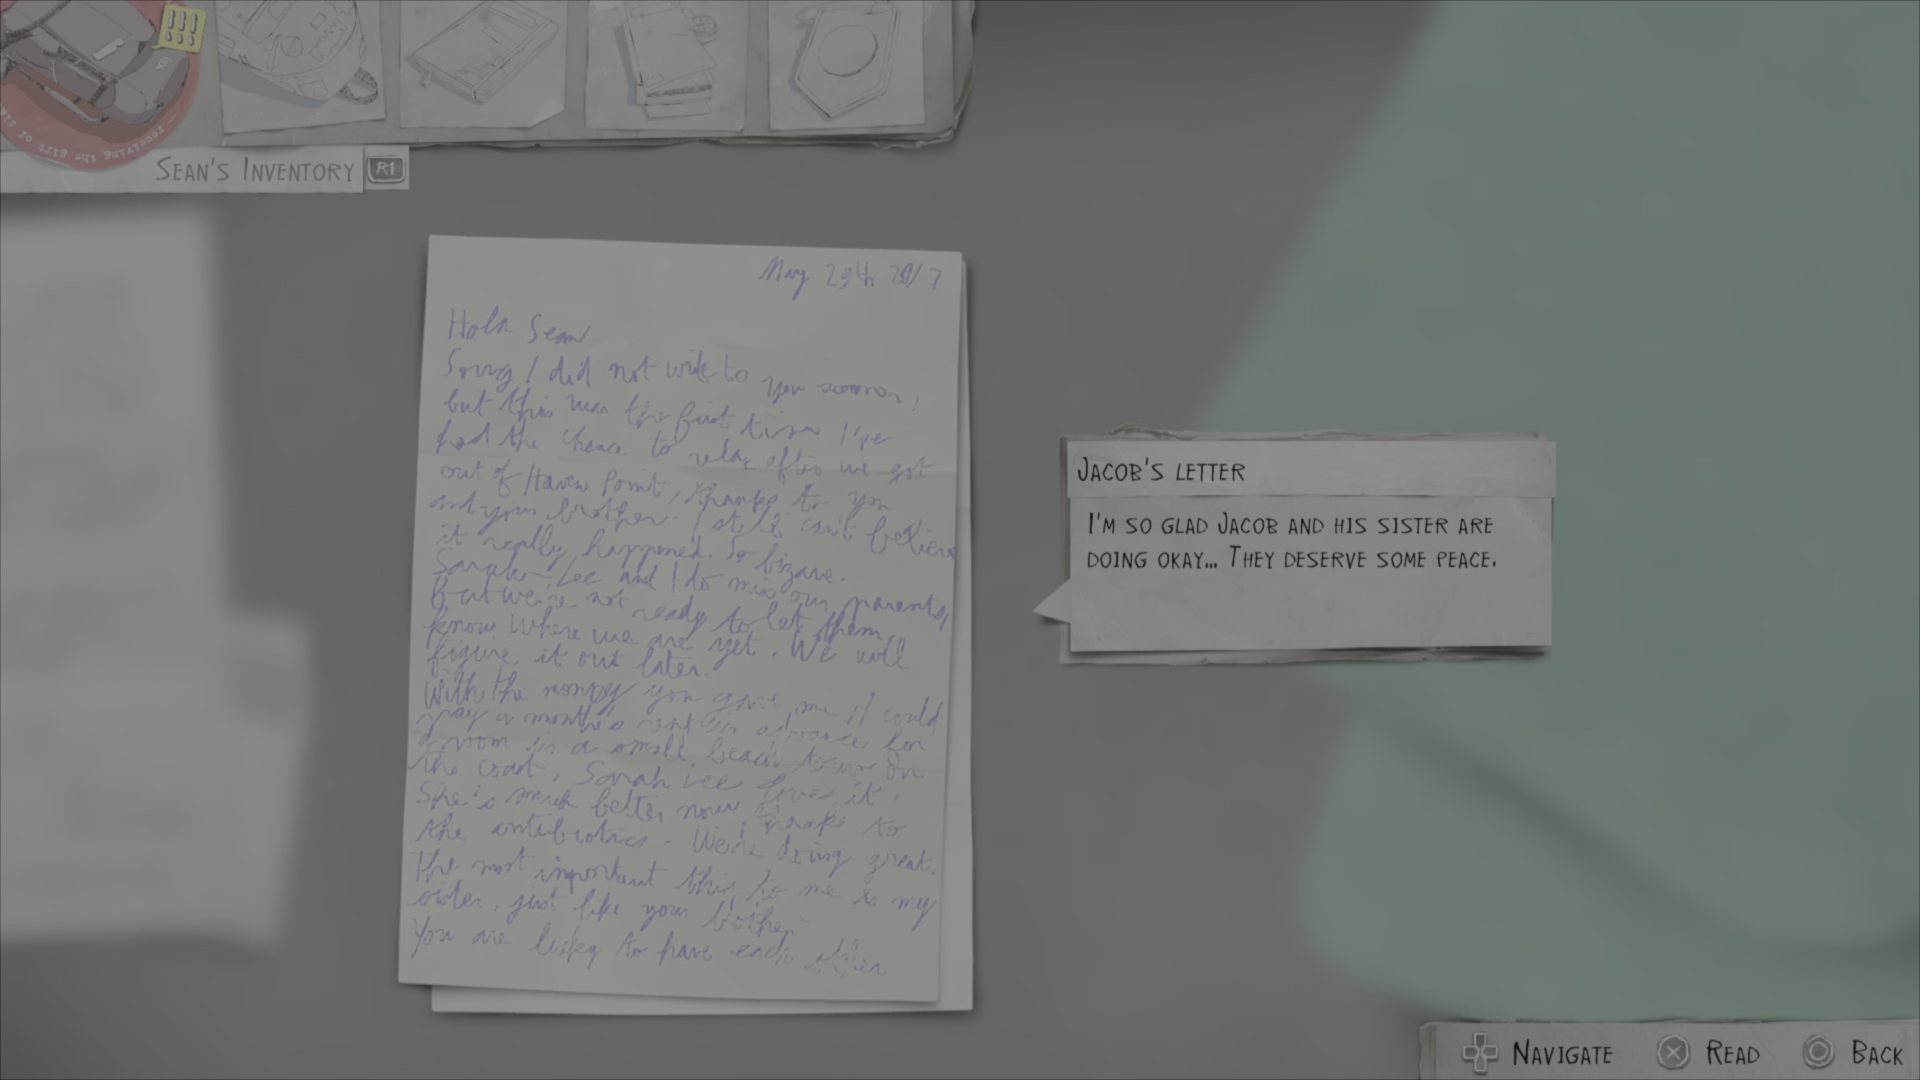 receiving the gift of life
SEAN'S INVENTORY R1
May 29th 2017
Hola Sean
Sorry I did not write to you sooner,
but this was the first time I've
had the chance to relax after we got
out of Haven Point, thanks to you
and your brother. I still can't believe
it really happened. So bizare.
Sarah-Lee and I do miss our parents,
but we're not ready to let them
know where we are yet. We will
figure it out later.
With the money you gave me I could
pay a month's rent in advance for
a room in a small beach town on
the coast. Sarah Lee loves it.
She's much better now thanks to
the antibiotics. We're doing great.
The most important thing to me is my
sister, just like your brother.
You are lucky to have each other
JACOB'S LETTER
I'M SO GLAD JACOB AND HIS SISTER ARE
DOING OKAY... THEY DESERVE SOME PEACE.
NAVIGATE READ BACK